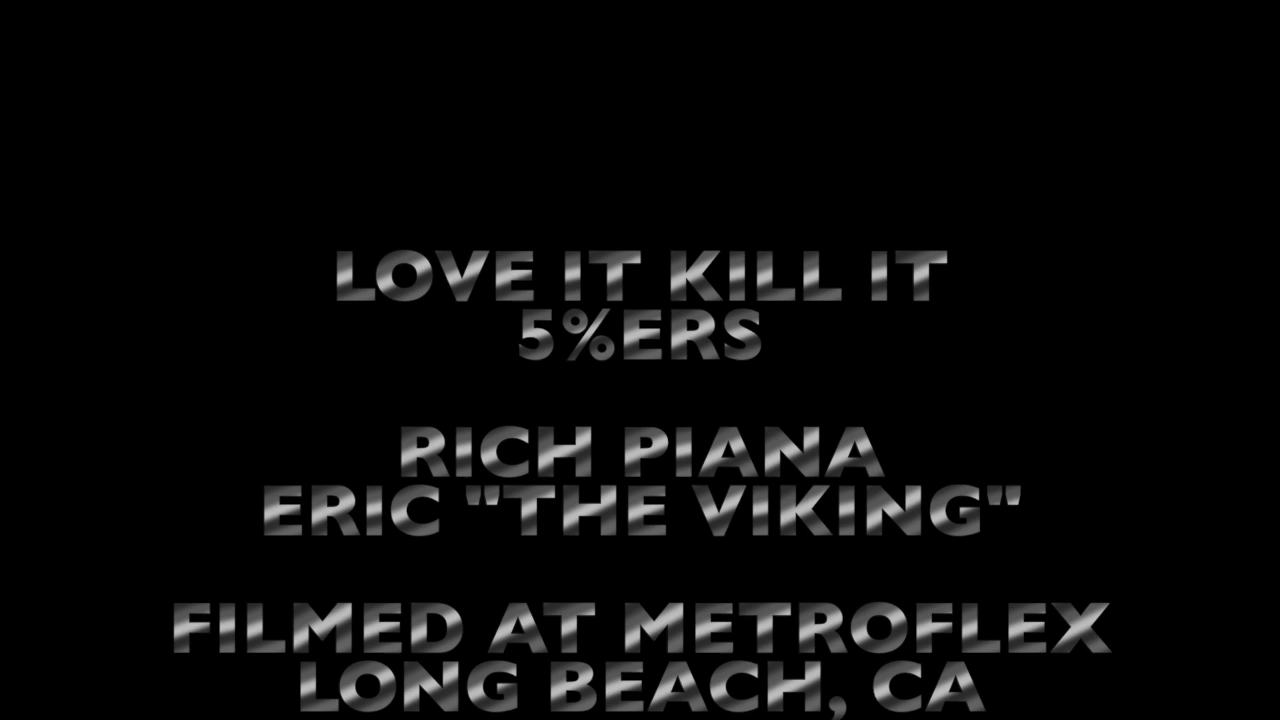 LOVE IT KILL IT
5%ERS
RICH PIANA
ERIC "THE VIKING"
FILMED AT METROFLEX
LONG BEACH, CA